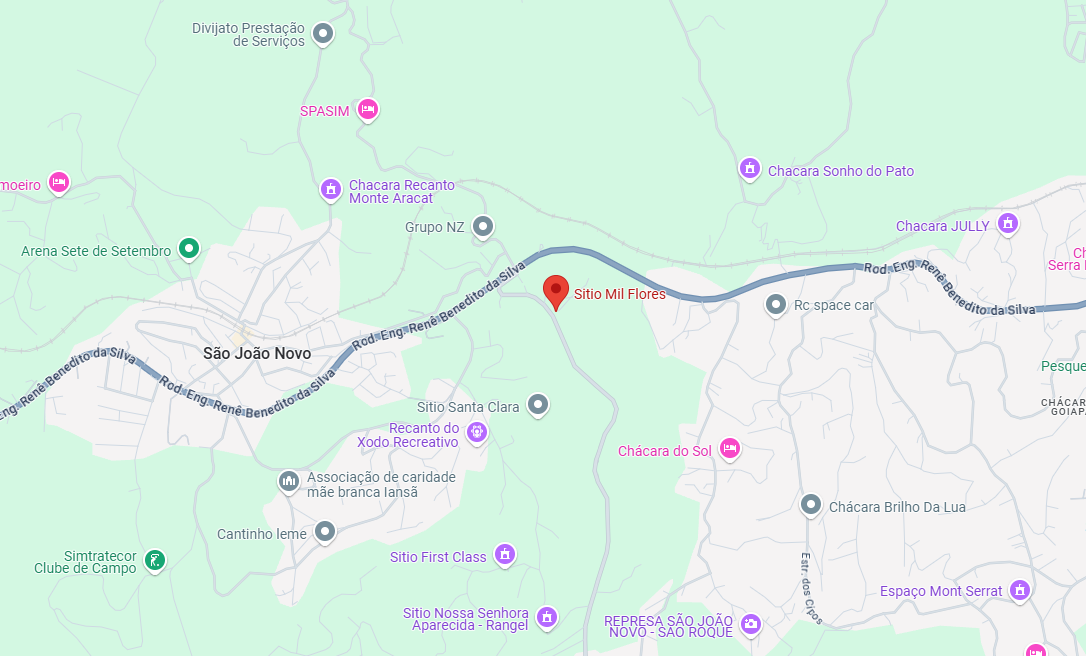 Divijato Prestação
de Serviços
SPASIM
moeiro
Chacara Recanto
Monte Aracat
Chacara Sonho do Pato
Grupo NZ
Chacara JULLY
Arena Sete de Setembro
Ch
Serra
Rod. Eng. Renê Benedito da Silva
Sitio Mil Flores
Rc space car
Rod. Eng. Renê Benedito da Silva
São João Novo
Eng. Renê Benedito da Silva
Rod. Eng. Renê Benedito da Silva
Pesque
CHÁCAR
GOIAP
Sitio Santa Clara
Recanto do
Xodo Recreativo
Chácara do Sol
Associação de caridade
mãe branca Iansã
Chácara Brilho Da Lua
Cantinho leme
Simtratecor
Clube de Campo
Sitio First Class
Estr. dos Cipos
Espaço Mont Serrat
Sitio Nossa Senhora
Aparecida - Rangel
REPRESA SÃO JOÃO
NOVO - SAO ROQUE